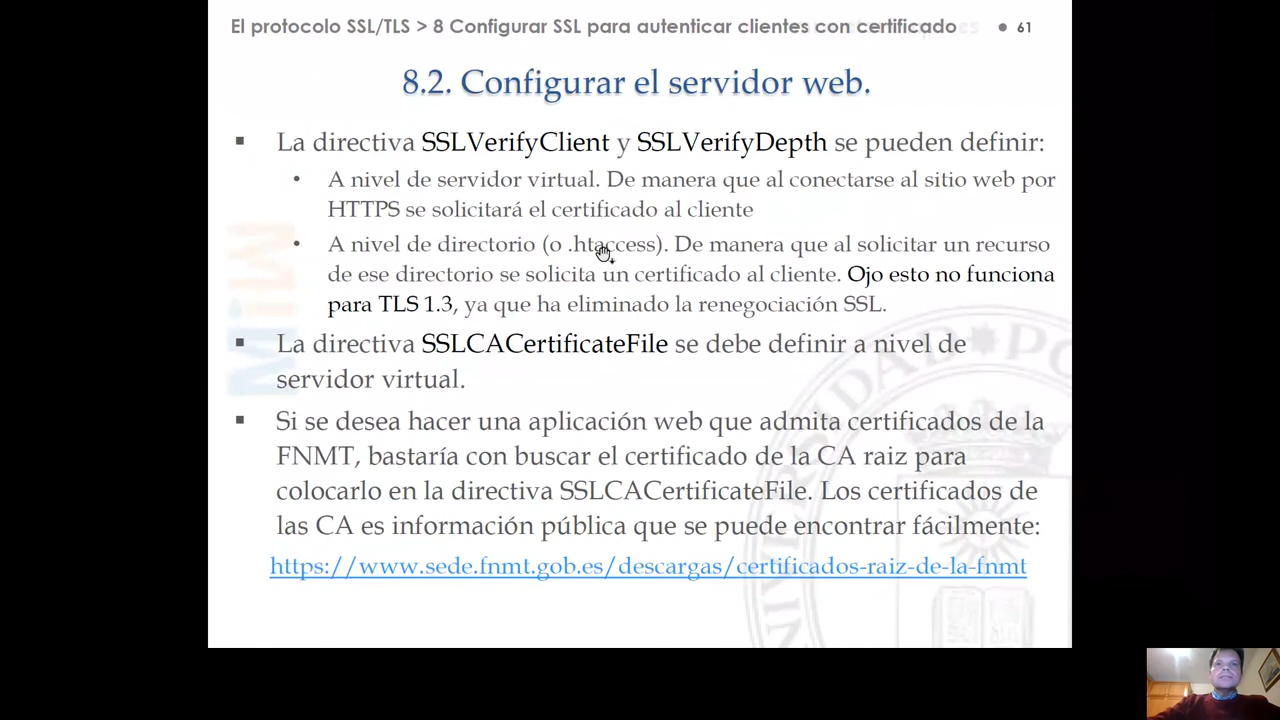 El protocolo SSL/TLS > 8 Configurar SSL para autenticar clientes con certificado
61
8.2. Configurar el servidor web.
La directiva SSLVerifyClient y SSLVerifyDepth se pueden definir:
A nivel de servidor virtual. De manera que al conectarse al sitio web por
HTTPS se solicitará el certificado al cliente
A nivel de directorio (o .htaccess). De manera que al solicitar un recurso
de ese directorio se solicita un certificado al cliente. Ojo esto no funciona
para TLS 1.3, ya que ha eliminado la renegociación SSL.
La directiva SSLCACertificateFile se debe definir a nivel de
servidor virtual.
Si se desea hacer una aplicación web que admita certificados de la
FNMT, bastaría con buscar el certificado de la CA raiz para
colocarlo en la directiva SSLCACertificateFile. Los certificados de
las CA es información pública que se puede encontrar fácilmente:
https://www.sede.fnmt.gob.es/descargas/certificados-raiz-de-la-fnmt